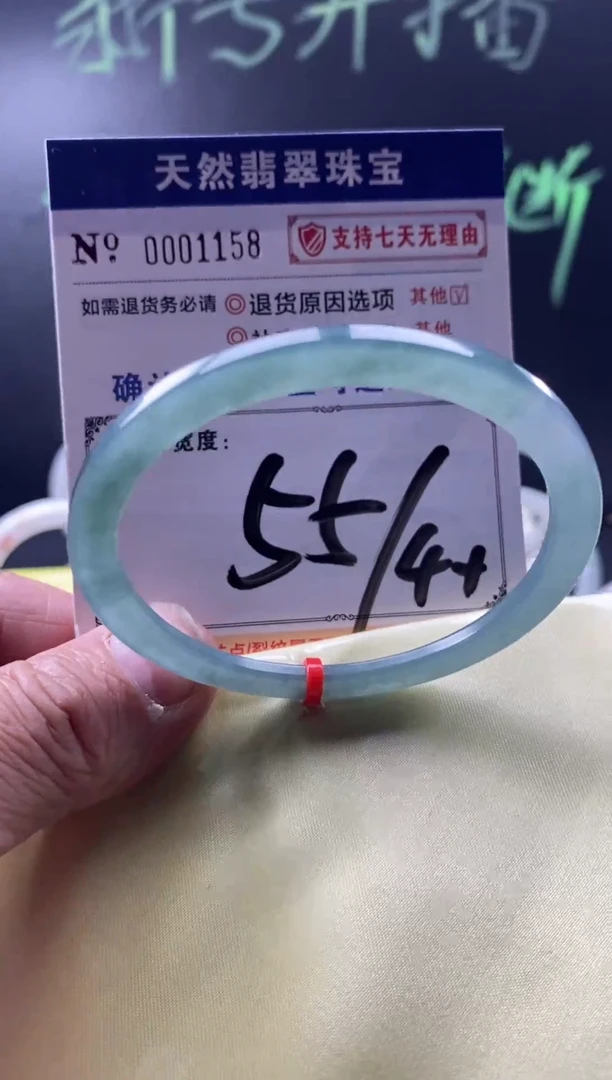 新号开播
断
天然翡翠珠宝
Nº. 0001158 支持七天无理由
如需退货务必请 ◎退货原因选项 其他☑
其他
确
宽度:
55/4+